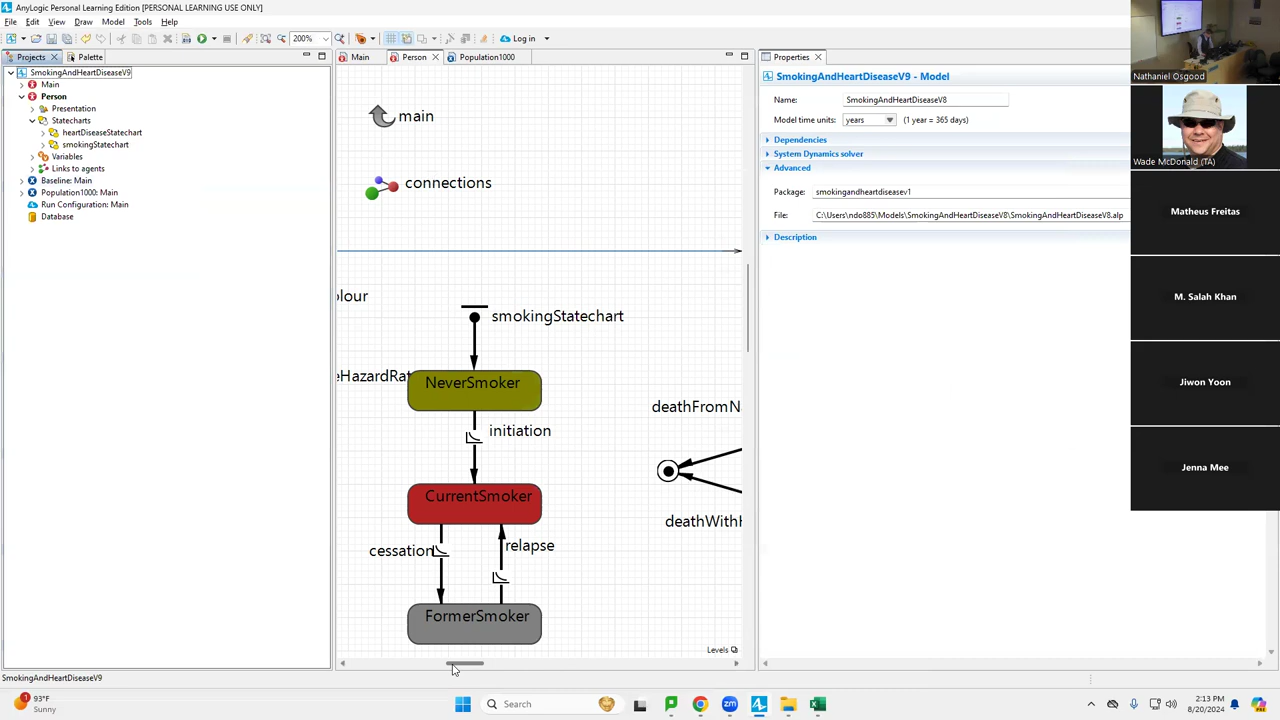 AnyLogic Personal Learning Edition [PERSONAL LEARNING USE ONLY]
File Edit View Draw Model Tools Help
200% Log in
Projects Palette
SmokingAndHeartDiseaseV9
Main
Person
Presentation
Statecharts
heartDiseaseStatechart
smokingStatechart
Variables
Links to agents
Baseline: Main
Population1000: Main
Run Configuration: Main
Database
Main Person Population1000
main
connections
olour
smokingStatechart
eHazardRat
NeverSmoker
initiation
deathFromN
CurrentSmoker
deathWithH
cessation
relapse
FormerSmoker
Levels
Properties
SmokingAndHeartDiseaseV9 - Model
Name: SmokingAndHeartDiseaseV8
Model time units: years (1 year = 365 days)
Dependencies
System Dynamics solver
Advanced
Package: smokingandheartdiseasev1
File: C:\Users\ndo885\Models\SmokingAndHeartDiseaseV8\SmokingAndHeartDiseaseV8.alp
Description
Nathaniel Osgood
Wade McDonald (TA)
Matheus Freitas
M. Salah Khan
Jiwon Yoon
Jenna Mee
SmokingAndHeartDiseaseV9
1
93°F
Sunny
Search
zm
2:13 PM
8/20/2024